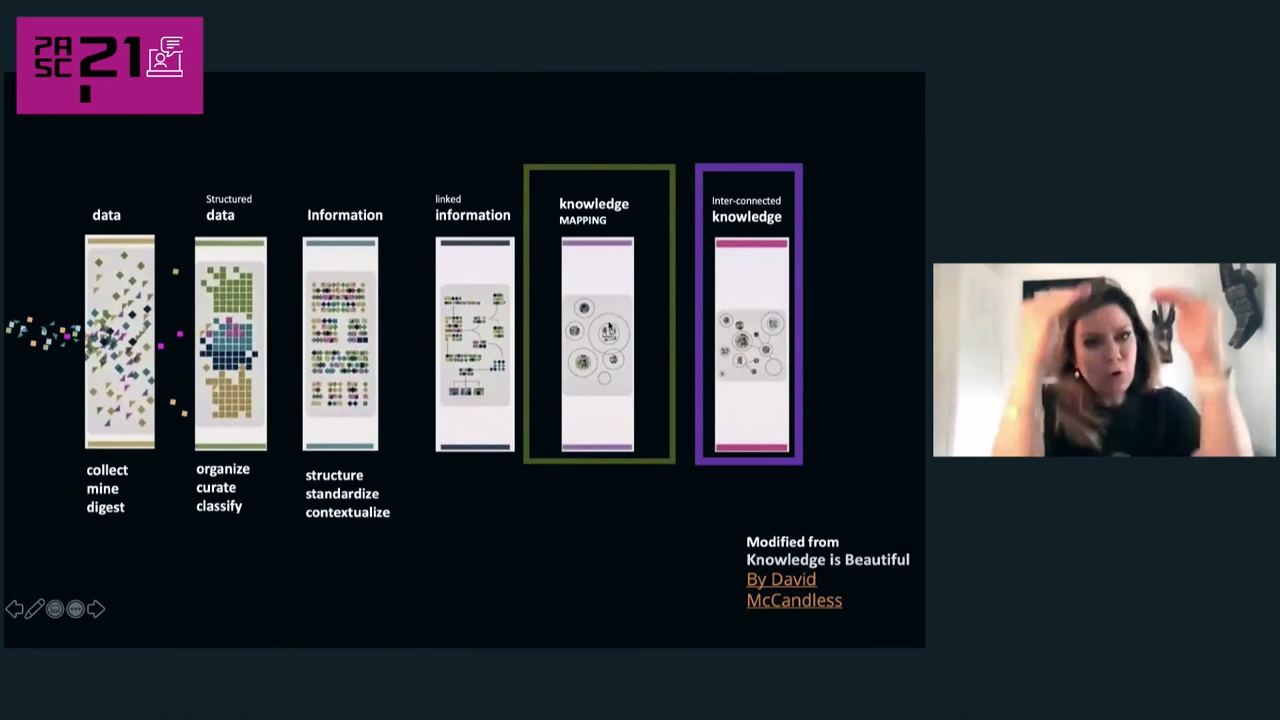 PA
SC 21
data
collect
mine
digest
Structured
data
organize
curate
classify
Information
structure
standardize
contextualize
linked
information
knowledge
MAPPING
Inter-connected
knowledge
Modified from
Knowledge is Beautiful
By David
McCandless